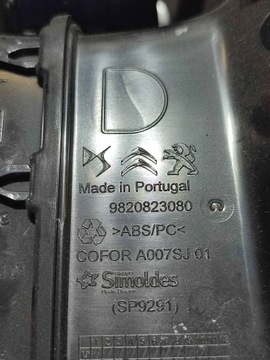 D
Made in Portugal
9820823080
>ABS/PC<
COFOR A007SJ 01
Simoldes
(SP9291)